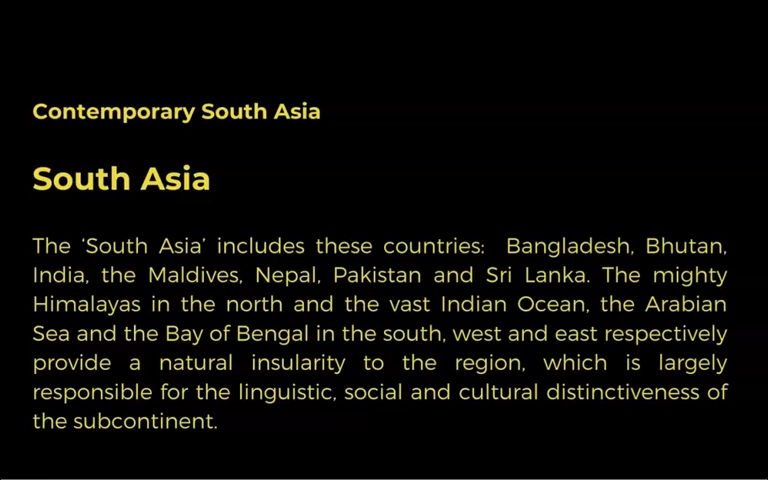 Contemporary South Asia
South Asia
The ‘South Asia’ includes these countries: Bangladesh, Bhutan,
India, the Maldives, Nepal, Pakistan and Sri Lanka. The mighty
Himalayas in the north and the vast Indian Ocean, the Arabian
Sea and the Bay of Bengal in the south, west and east respectively
provide a natural insularity to the region, which is largely
responsible for the linguistic, social and cultural distinctiveness of
the subcontinent.